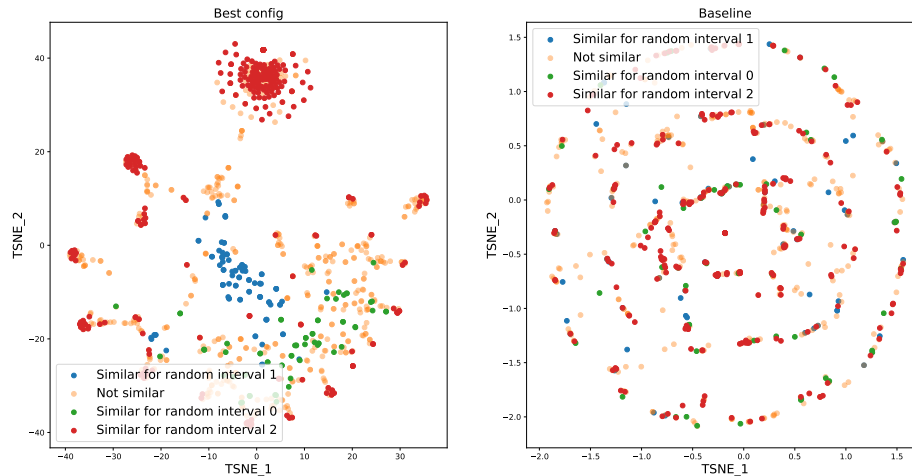 Best config
TSNE_2
40
20
0
−20
−40
Similar for random interval 1
Not similar
Similar for random interval 0
Similar for random interval 2
−40
−30
−20
−10
0
10
20
30
TSNE_1
Baseline
TSNE_2
1.5
1.0
0.5
0.0
−0.5
−1.0
−1.5
−2.0
Similar for random interval 1
Not similar
Similar for random interval 0
Similar for random interval 2
−2.0
−1.5
−1.0
−0.5
0.0
0.5
1.0
1.5
TSNE_1